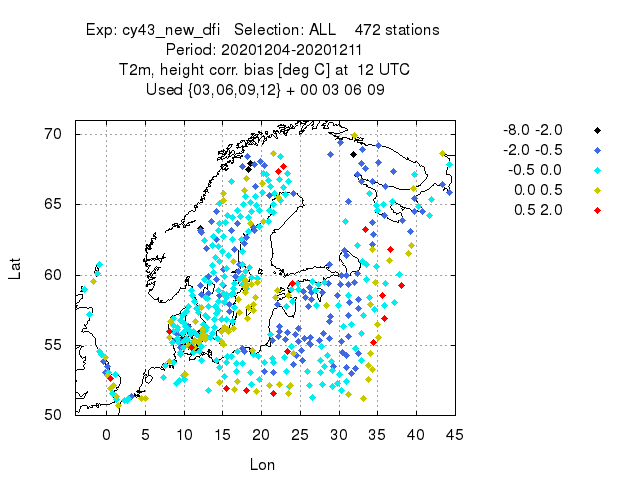 Exp: cy43_new_dfi Selection: ALL 472 stations
Period: 20201204-20201211
T2m, height corr. bias [deg C] at 12 UTC
Used {03,06,09,12} + 00 03 06 09
-8.0 -2.0
-2.0 -0.5
-0.5 0.0
0.0 0.5
0.5 2.0
70
65
60
55
50
Lat
0 5 10 15 20 25 30 35 40 45
Lon